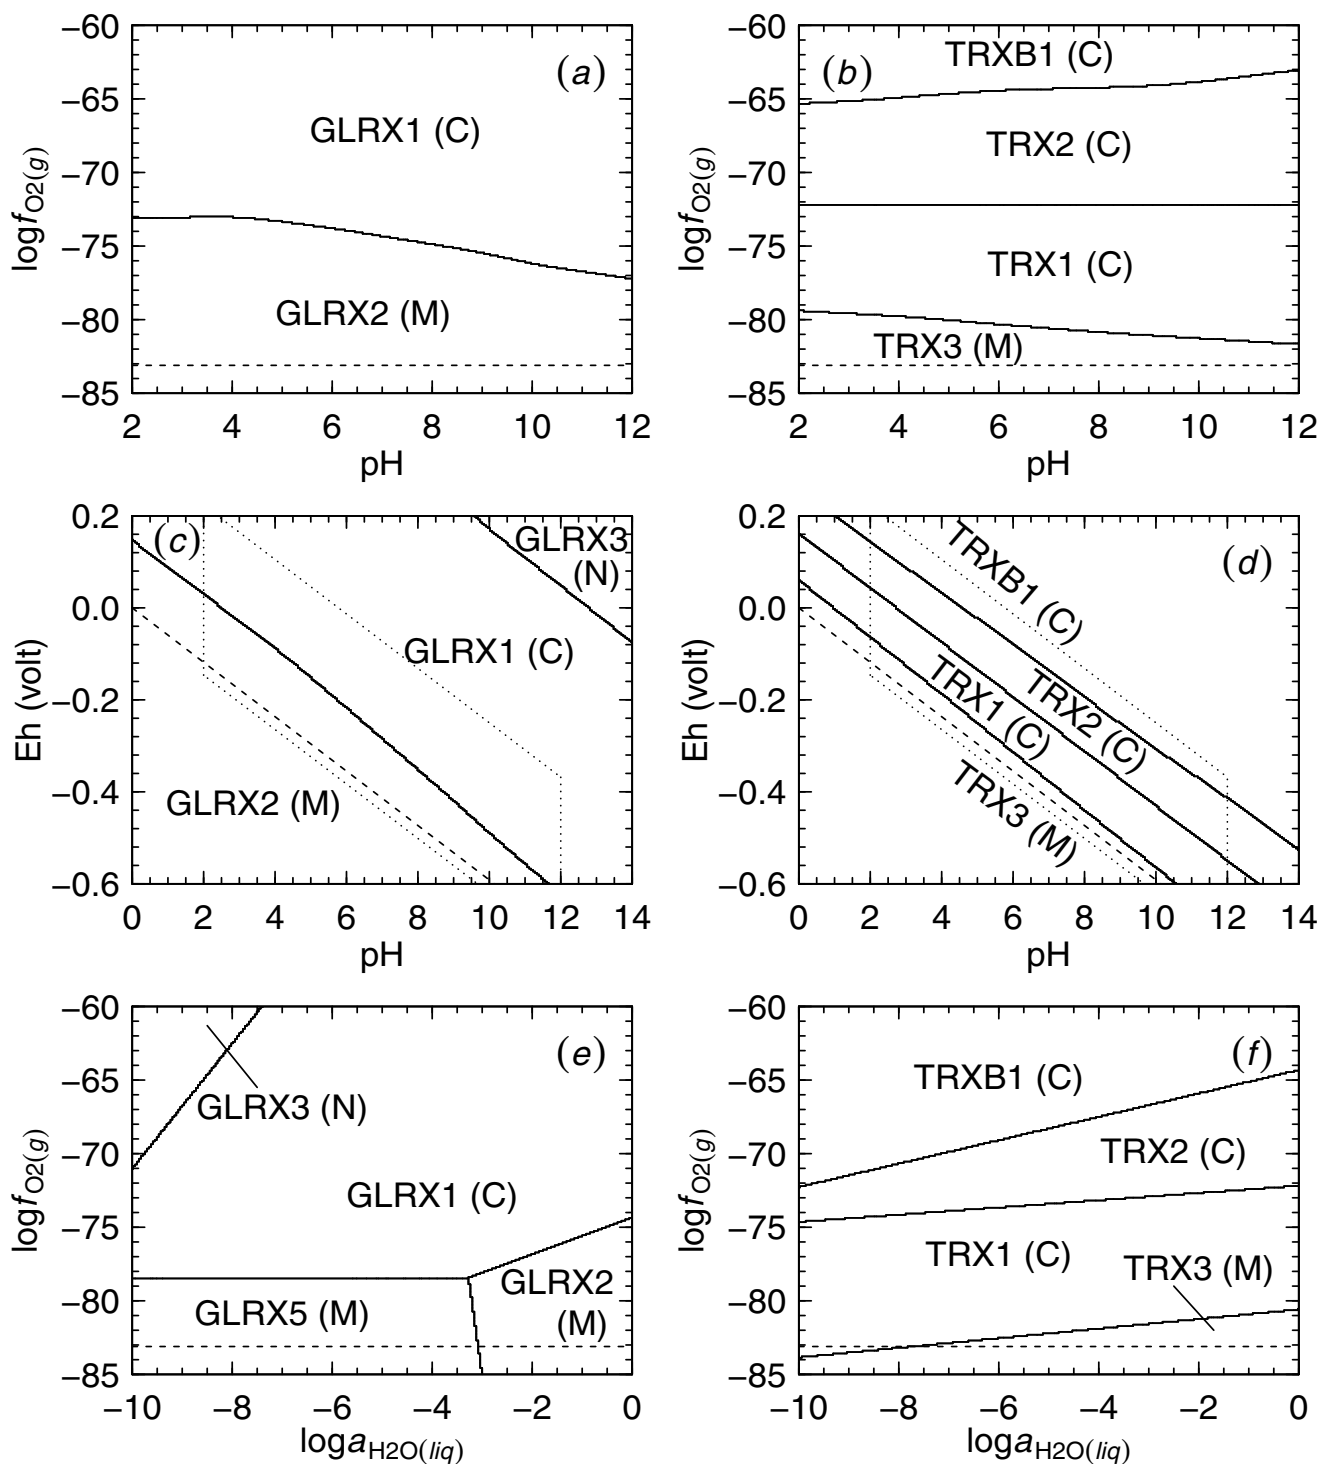 −60
−65
−70
−75
−80
−85
logfO2(g)
(a)
GLRX1 (C)
GLRX2 (M)
2 4 6 8 10 12
pH
−60
−65
−70
−75
−80
−85
logfO2(g)
TRXB1 (C)
(b)
TRX2 (C)
TRX1 (C)
TRX3 (M)
2 4 6 8 10 12
pH
0.2
0.0
−0.2
−0.4
−0.6
Eh (volt)
(c)
GLRX3
(N)
GLRX1 (C)
GLRX2 (M)
0 2 4 6 8 10 12 14
pH
0.2
0.0
−0.2
−0.4
−0.6
Eh (volt)
TRXB1 (C)
(d)
TRX2 (C)
TRX1 (C)
TRX3 (M)
0 2 4 6 8 10 12 14
pH
−60
−65
−70
−75
−80
−85
logfO2(g)
(e)
GLRX3 (N)
GLRX1 (C)
GLRX5 (M)
GLRX2
(M)
−10 −8 −6 −4 −2 0
logaH2O(liq)
−60
−65
−70
−75
−80
−85
logfO2(g)
(f)
TRXB1 (C)
TRX2 (C)
TRX1 (C)
TRX3 (M)
−10 −8 −6 −4 −2 0
logaH2O(liq)